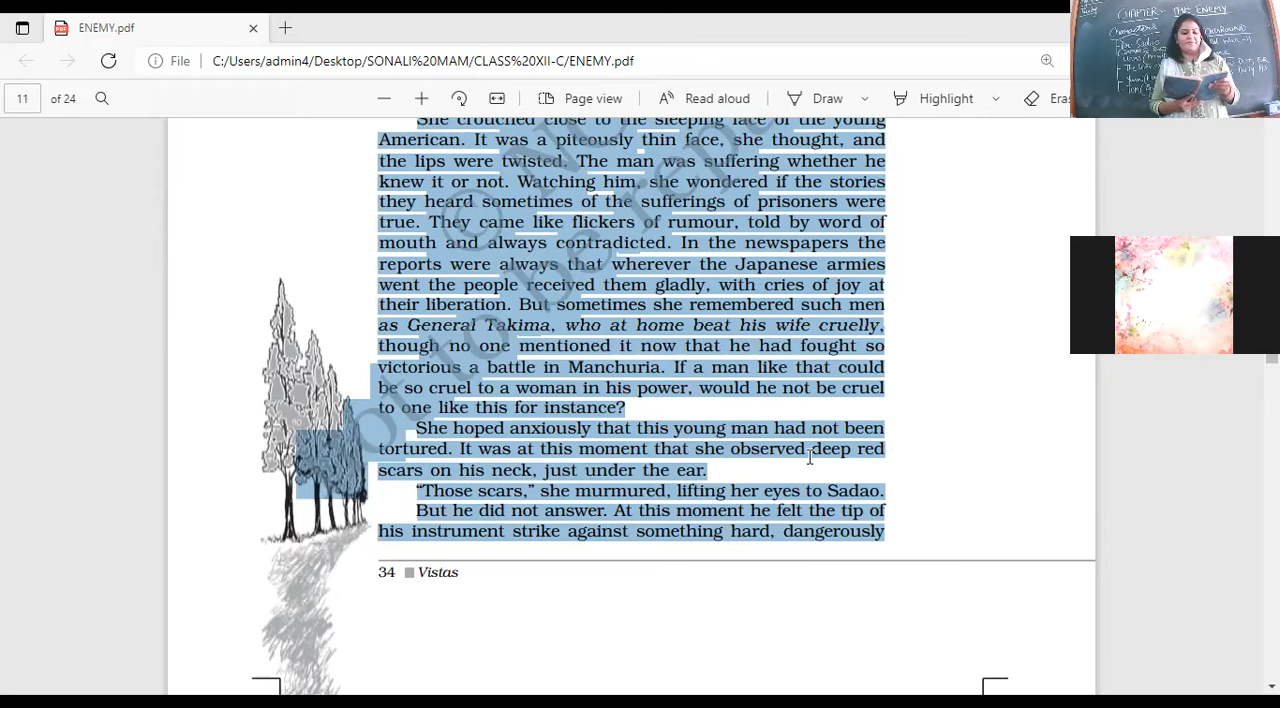 ENEMY.pdf
File C:/Users/admin4/Desktop/SONALI%20MAM/CLASS%20XII-C/ENEMY.pdf
11 of 24 Page view Read aloud Draw Highlight Eras
CHAPTER - THE ENEMY
She crouched close to the sleeping face of the young
American. It was a piteously thin face, she thought, and
the lips were twisted. The man was suffering whether he
knew it or not. Watching him, she wondered if the stories
they heard sometimes of the sufferings of prisoners were
true. They came like flickers of rumour, told by word of
mouth and always contradicted. In the newspapers the
reports were always that wherever the Japanese armies
went the people received them gladly, with cries of joy at
their liberation. But sometimes she remembered such men
as General Takima, who at home beat his wife cruelly,
though no one mentioned it now that he had fought so
victorious a battle in Manchuria. If a man like that could
be so cruel to a woman in his power, would he not be cruel
to one like this for instance?
She hoped anxiously that this young man had not been
tortured. It was at this moment that she observed deep red
scars on his neck, just under the ear.
“Those scars,” she murmured, lifting her eyes to Sadao.
But he did not answer. At this moment he felt the tip of
his instrument strike against something hard, dangerously
34 Vistas